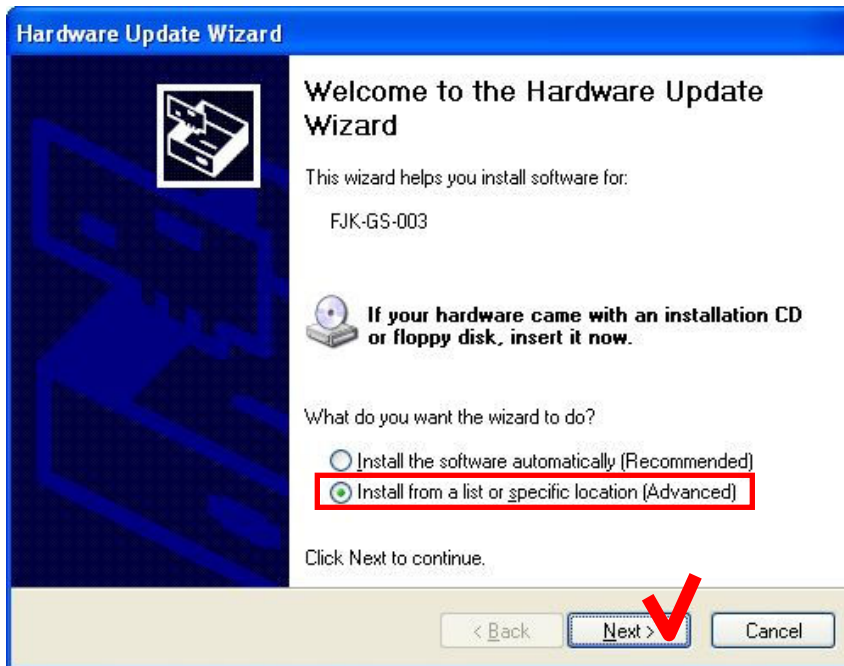 Hardware Update Wizard
Welcome to the Hardware Update
Wizard
This wizard helps you install software for:
FJK-GS-003
If your hardware came with an installation CD
or floppy disk, insert it now.
What do you want the wizard to do?
Install the software automatically (Recommended)
Install from a list or specific location (Advanced)
Click Next to continue.
< Back Next > Cancel